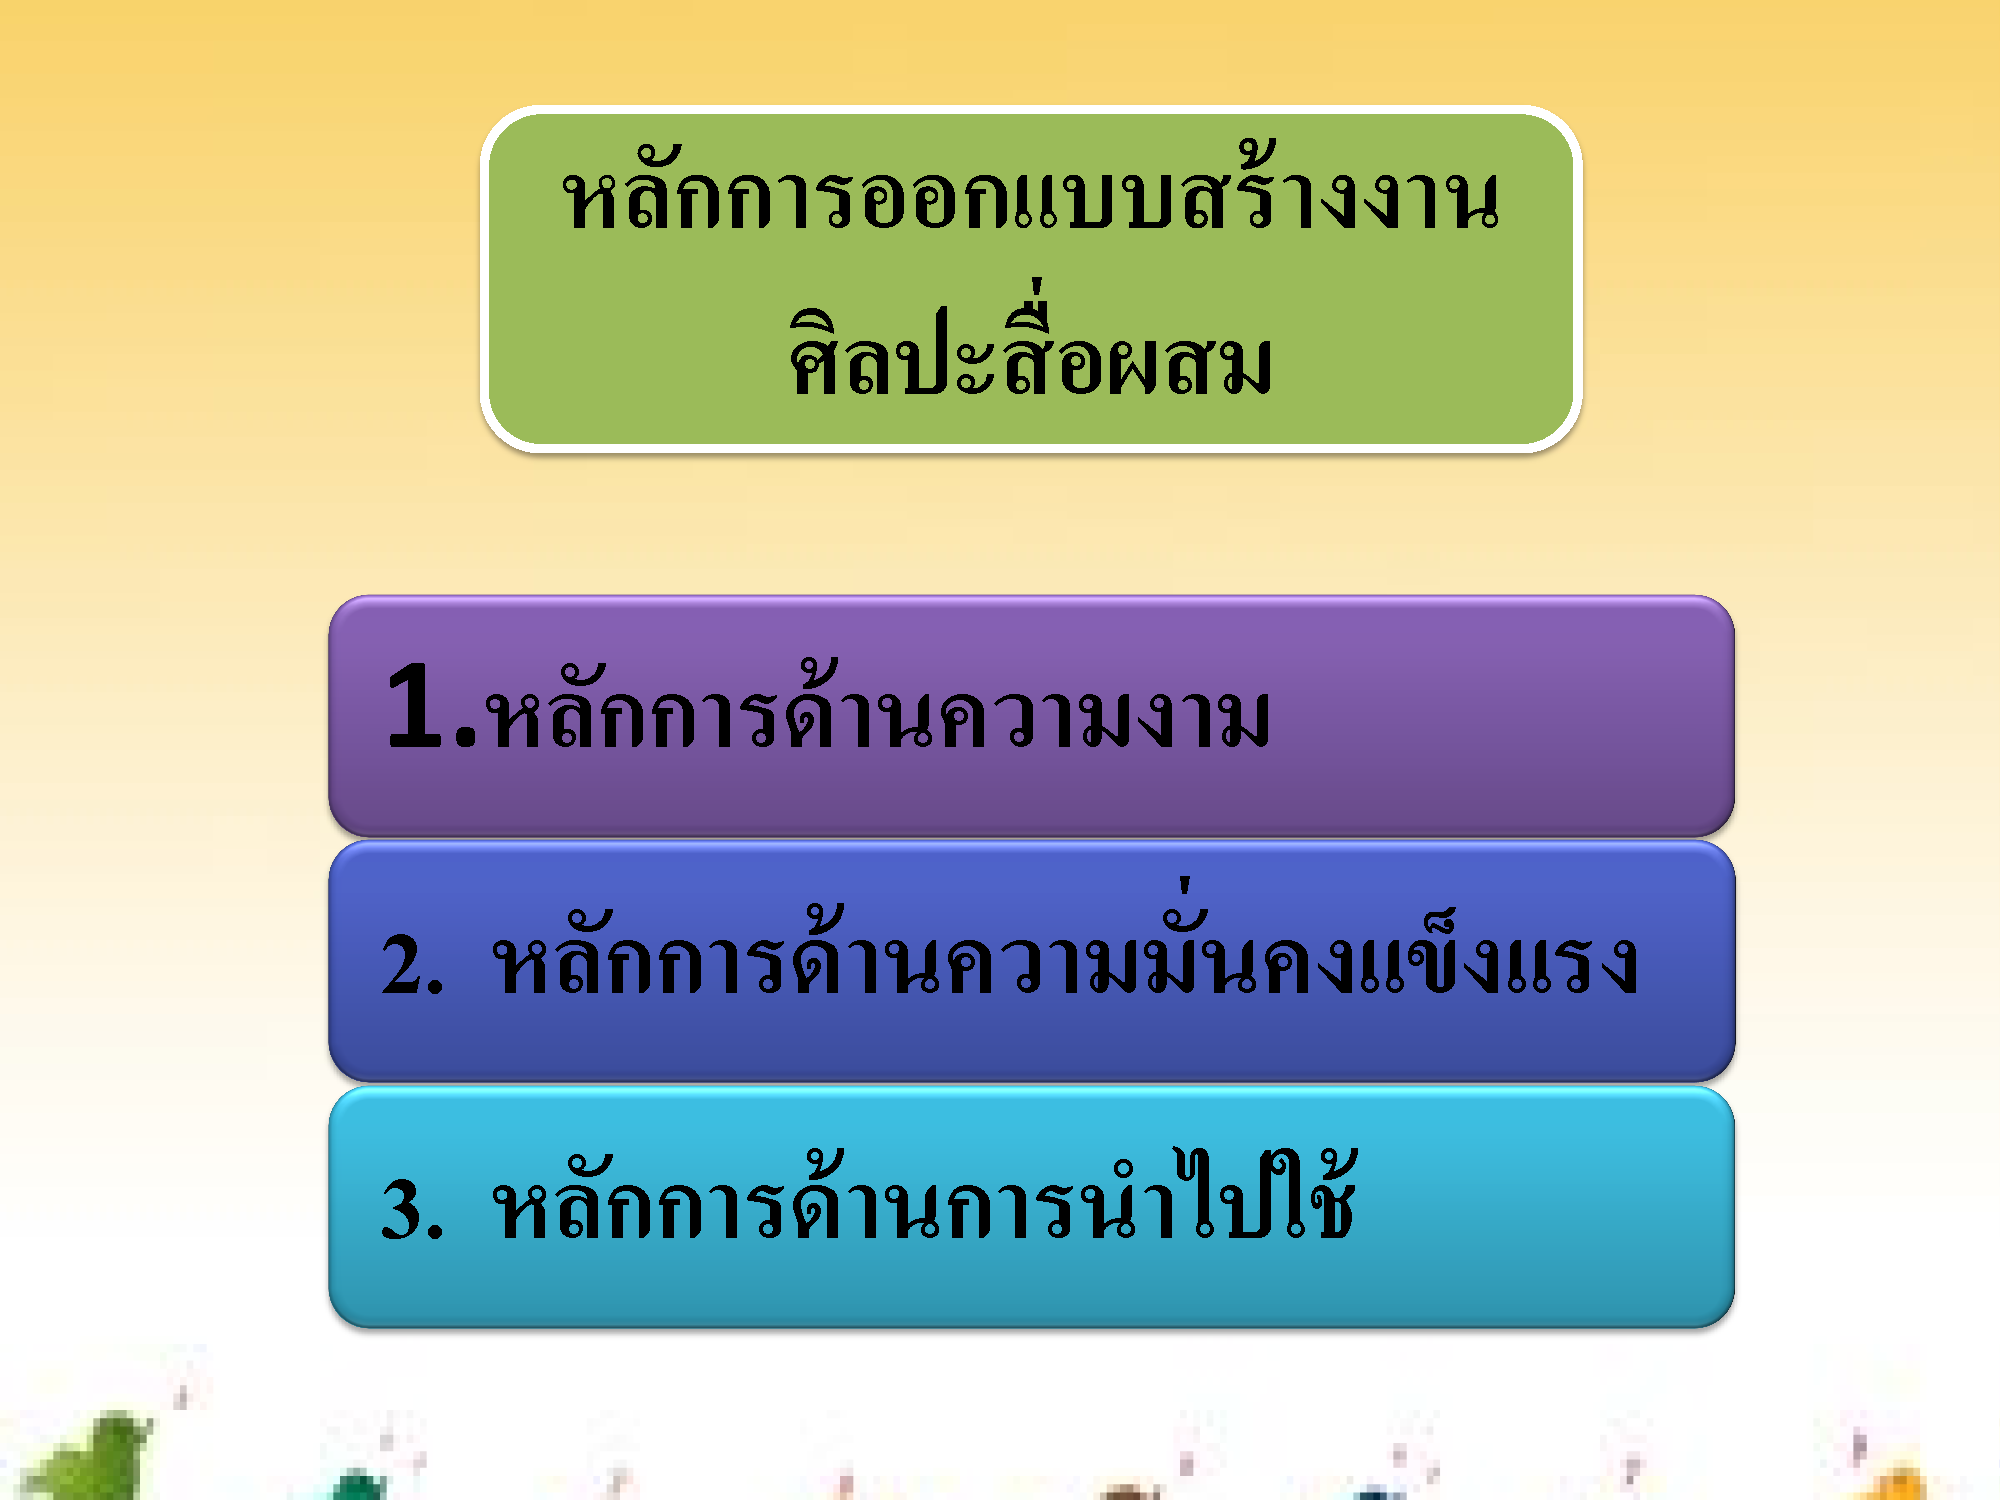 หลักการออกแบบสร้างงาน
ศิลปะสื่อผสม
1.หลักการด้านความงาม
2. หลักการด้านความมั่นคงแข็งแรง
3. หลักการด้านการนำไปใช้